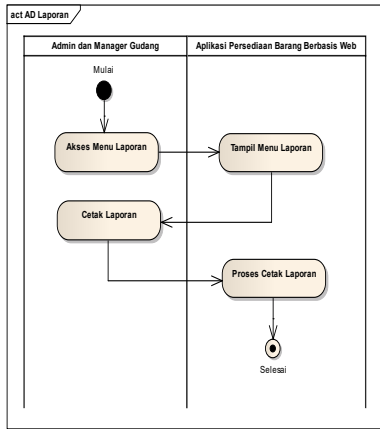 act AD Laporan
Admin dan Manager Gudang
Aplikasi Persediaan Barang Berbasis Web
Mulai
Akses Menu Laporan
Tampil Menu Laporan
Cetak Laporan
Proses Cetak Laporan
Selesai